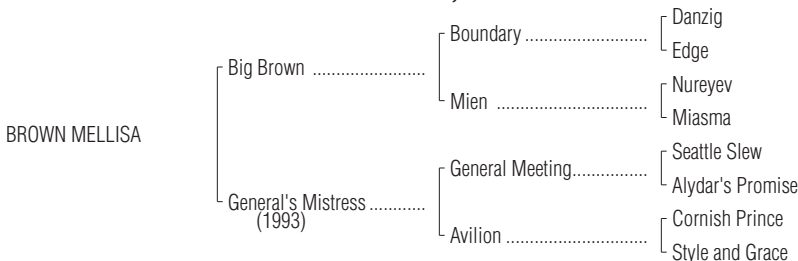 Danzig
Boundary ..........................
Edge
Big Brown ........................
Nureyev
Mien ................................
Miasma
BROWN MELLISA
Seattle Slew
General Meeting................
Alydar's Promise
General's Mistress ............
(1993)
Cornish Prince
Avilion ..............................
Style and Grace